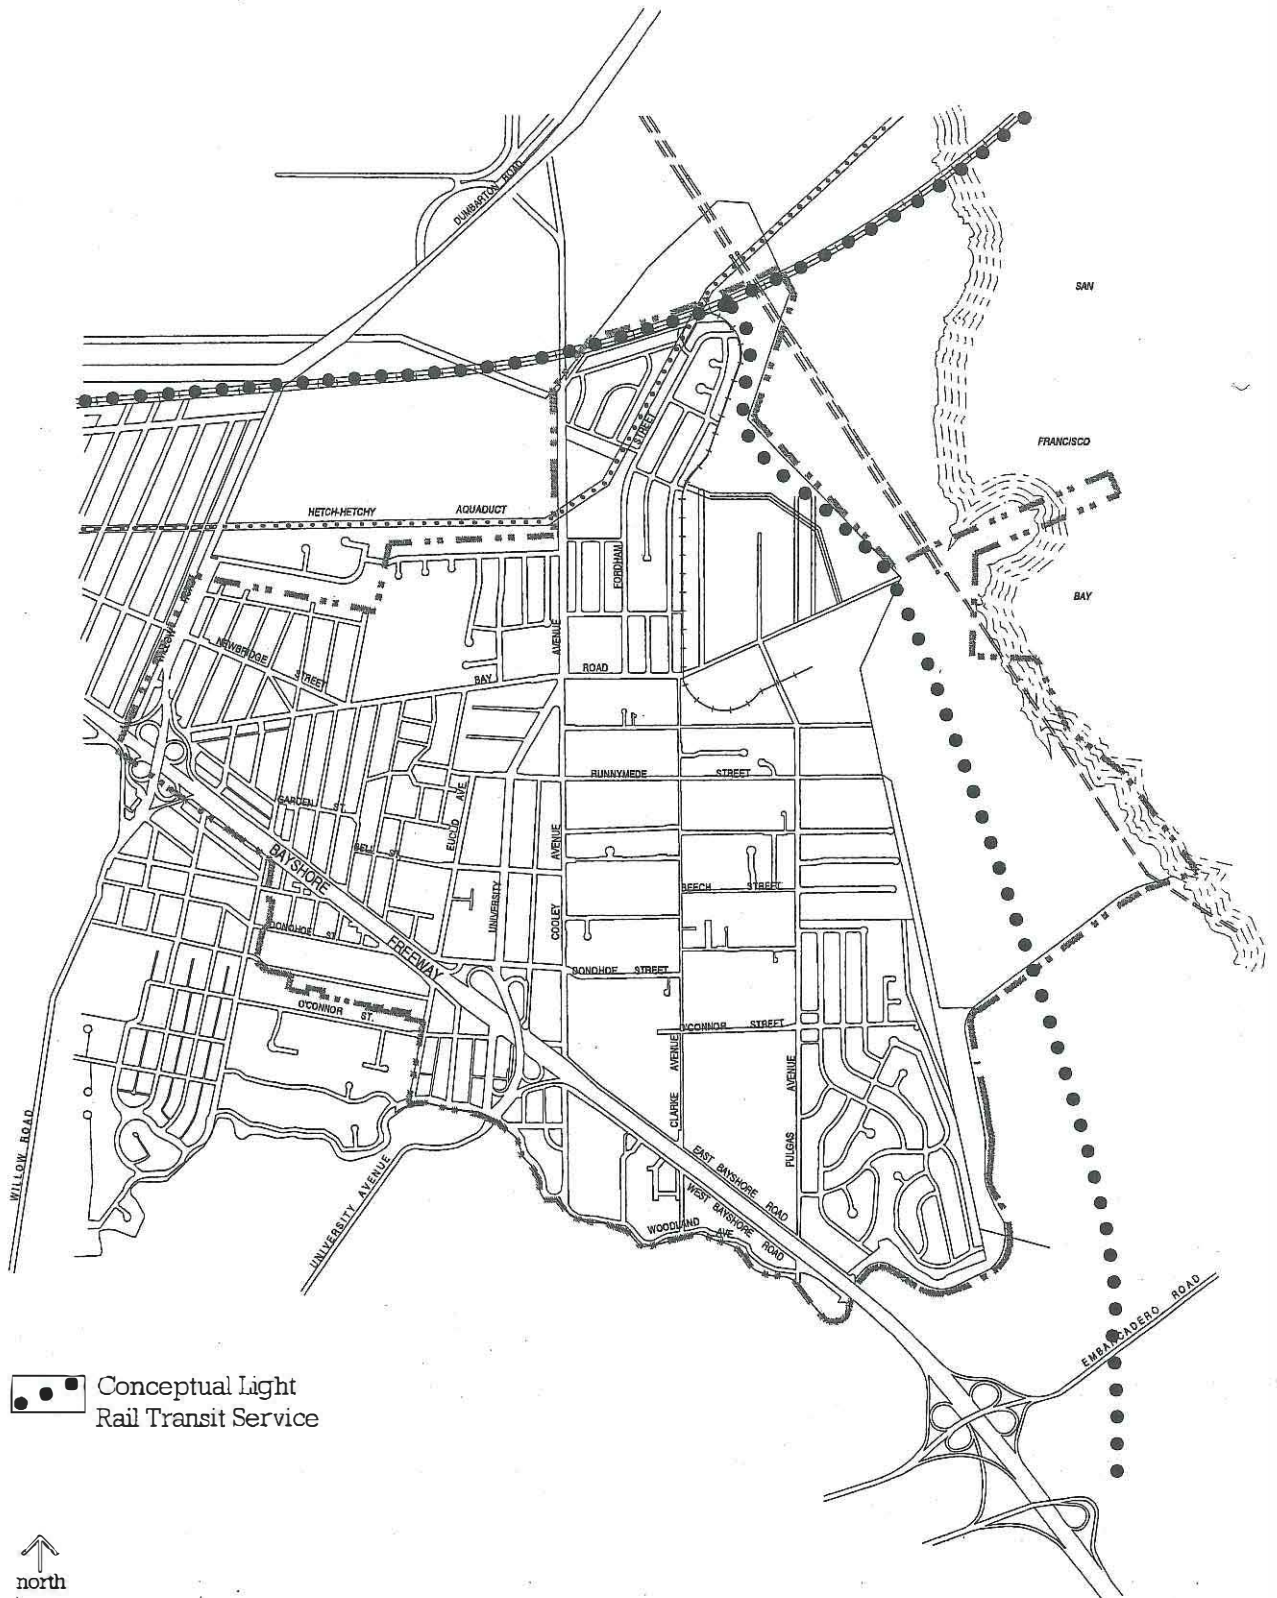 DUMBARTON ROAD
SAN
FRANCISCO
BAY
STREET
HETCH-HETCHY AQUADUCT
FORDHAM
WILLOW ROAD
NEWBRIDGE STREET
AVENUE
BAY ROAD
RUNNYMEDE STREET
GARDEN ST.
BELL ST.
EUCLID AVE.
BAYSHORE FREEWAY
UNIVERSITY
COOLEY AVENUE
BEECH STREET
DONOHOE ST.
DONOHOE STREET
O'CONNOR ST.
O'CONNOR STREET
CLARKE AVENUE
PULGAS AVENUE
WILLOW ROAD
UNIVERSITY AVENUE
EAST BAYSHORE ROAD
WEST BAYSHORE ROAD
WOODLAND AVE.
EMBARCADERO ROAD
Conceptual Light
Rail Transit Service
north